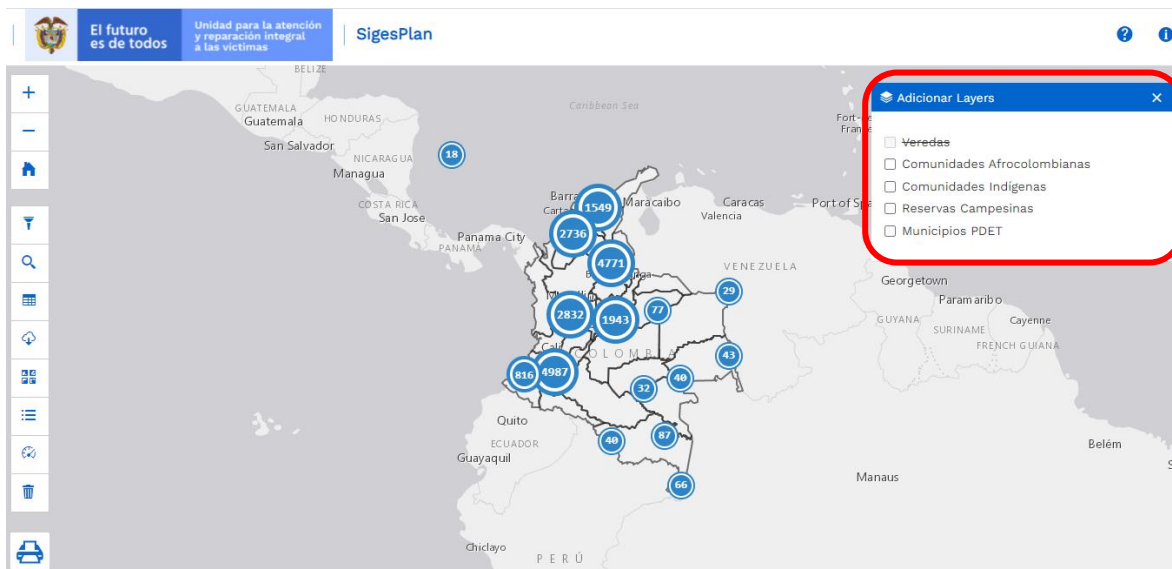 El futuro
es de todos
Unidad para la atención
y reparación integral
a las víctimas
SigesPlan
Adicionar Layers
Veredas
Comunidades Afrocolombianas
Comunidades Indígenas
Reservas Campesinas
Municipios PDET
BELIZE
Caribbean Sea
GUATEMALA
Guatemala
HONDURAS
San Salvador
NICARAGUA
Managua
18
COSTA RICA
San Jose
1549
Maracaibo
Caracas
Valencia
Port of
Panama City
PANAMA
2736
4771
VENEZUELA
Georgetown
29
Paramaribo
2832
1943
77
GUYANA
SURINAME
Cayenne
FRENCH GUIANA
Cali
COLOMBIA
43
816
4987
32
40
Quito
ECUADOR
40
87
Guayaquil
Belém
66
Manaus
Chiclayo
PERÚ